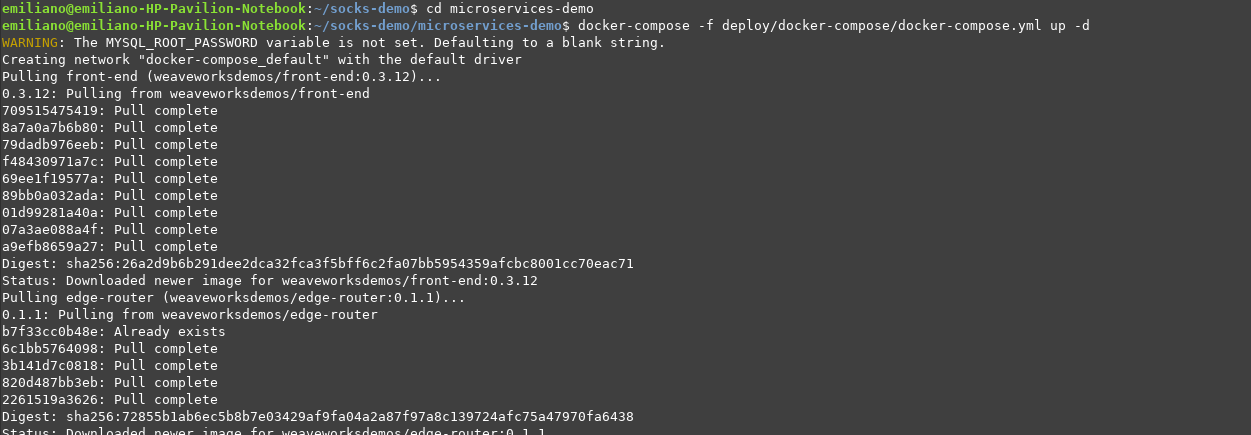 emiliano@emiliano-HP-Pavilion-Notebook:~/socks-demo$ cd microservices-demo
emiliano@emiliano-HP-Pavilion-Notebook:~/socks-demo/microservices-demo$ docker-compose -f deploy/docker-compose/docker-compose.yml up -d
WARNING: The MYSQL_ROOT_PASSWORD variable is not set. Defaulting to a blank string.
Creating network "docker-compose_default" with the default driver
Pulling front-end (weaveworksdemos/front-end:0.3.12)...
0.3.12: Pulling from weaveworksdemos/front-end
709515475419: Pull complete
8a7a0a7b6b80: Pull complete
79dadb976eeb: Pull complete
f48430971a7c: Pull complete
69ee1f19577a: Pull complete
89bb0a032ada: Pull complete
01d99281a40a: Pull complete
07a3ae088a4f: Pull complete
a9efb8659a27: Pull complete
Digest: sha256:26a2d9b6b291dee2dca32fca3f5bff6c2fa07bb5954359afcbc8001cc70eac71
Status: Downloaded newer image for weaveworksdemos/front-end:0.3.12
Pulling edge-router (weaveworksdemos/edge-router:0.1.1)...
0.1.1: Pulling from weaveworksdemos/edge-router
b7f33cc0b48e: Already exists
6c1bb5764098: Pull complete
3b141d7c0818: Pull complete
820d487bb3eb: Pull complete
2261519a3626: Pull complete
Digest: sha256:72855b1ab6ec5b8b7e03429af9fa04a2a87f97a8c139724afc75a47970fa6438
Status: Downloaded newer image for weaveworksdemos/edge-router:0.1.1